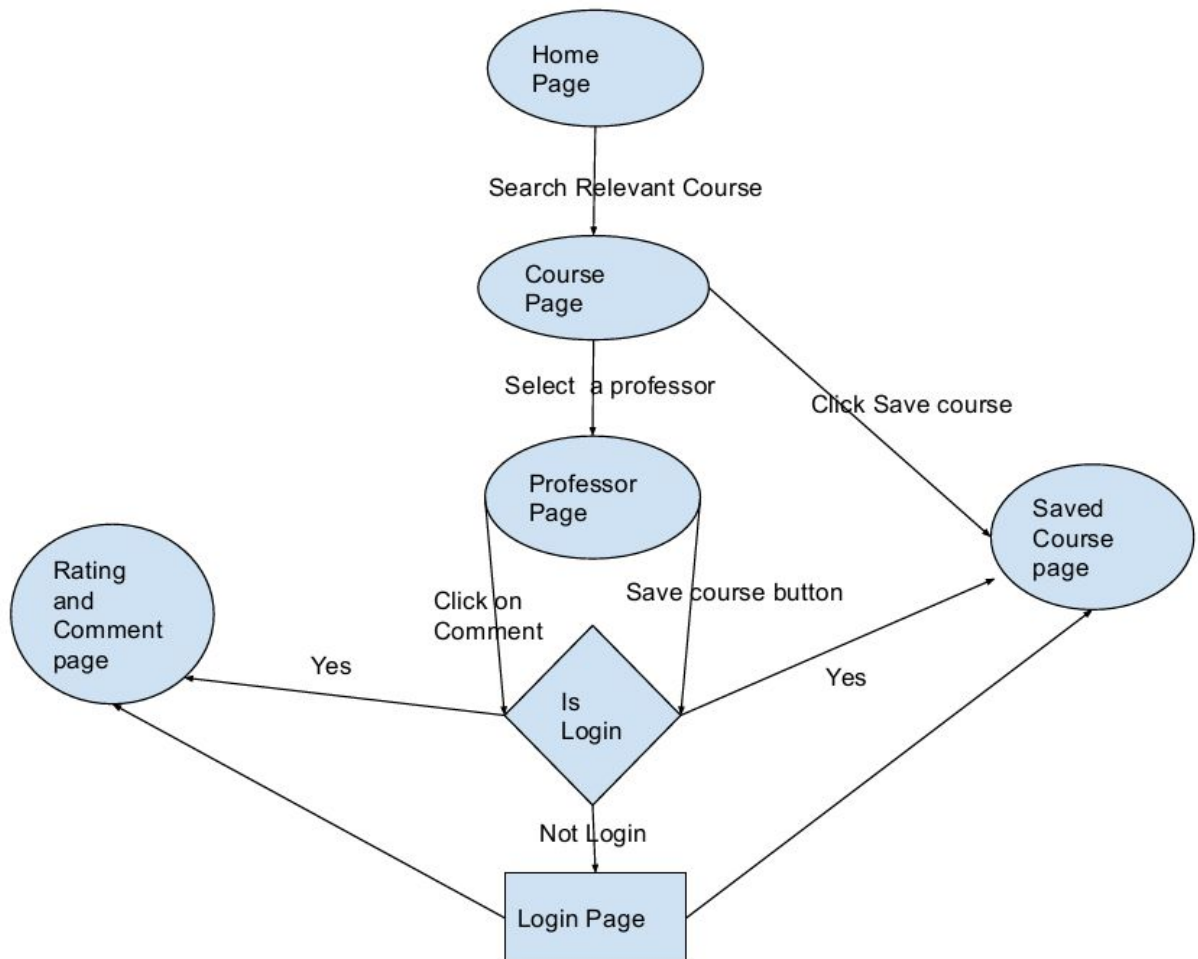 Home
Page
Search Relevant Course
Course
Page
Select  a professor
Click Save course
Professor
Page
Saved
Course
page
Rating
and
Comment
page
Click on
Comment
Save course button
Yes
Yes
Is
Login
Not Login
Login Page